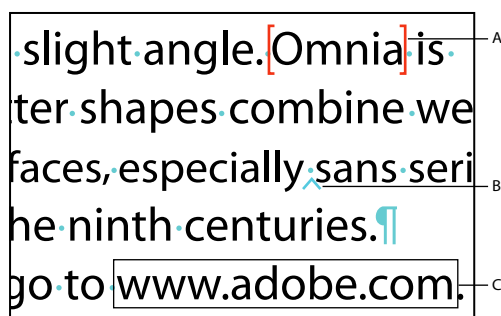 slight angle. Omnia is
tter shapes combine we
faces, especially sans seri
he ninth centuries.¶
go to www.adobe.com.
A
B
C